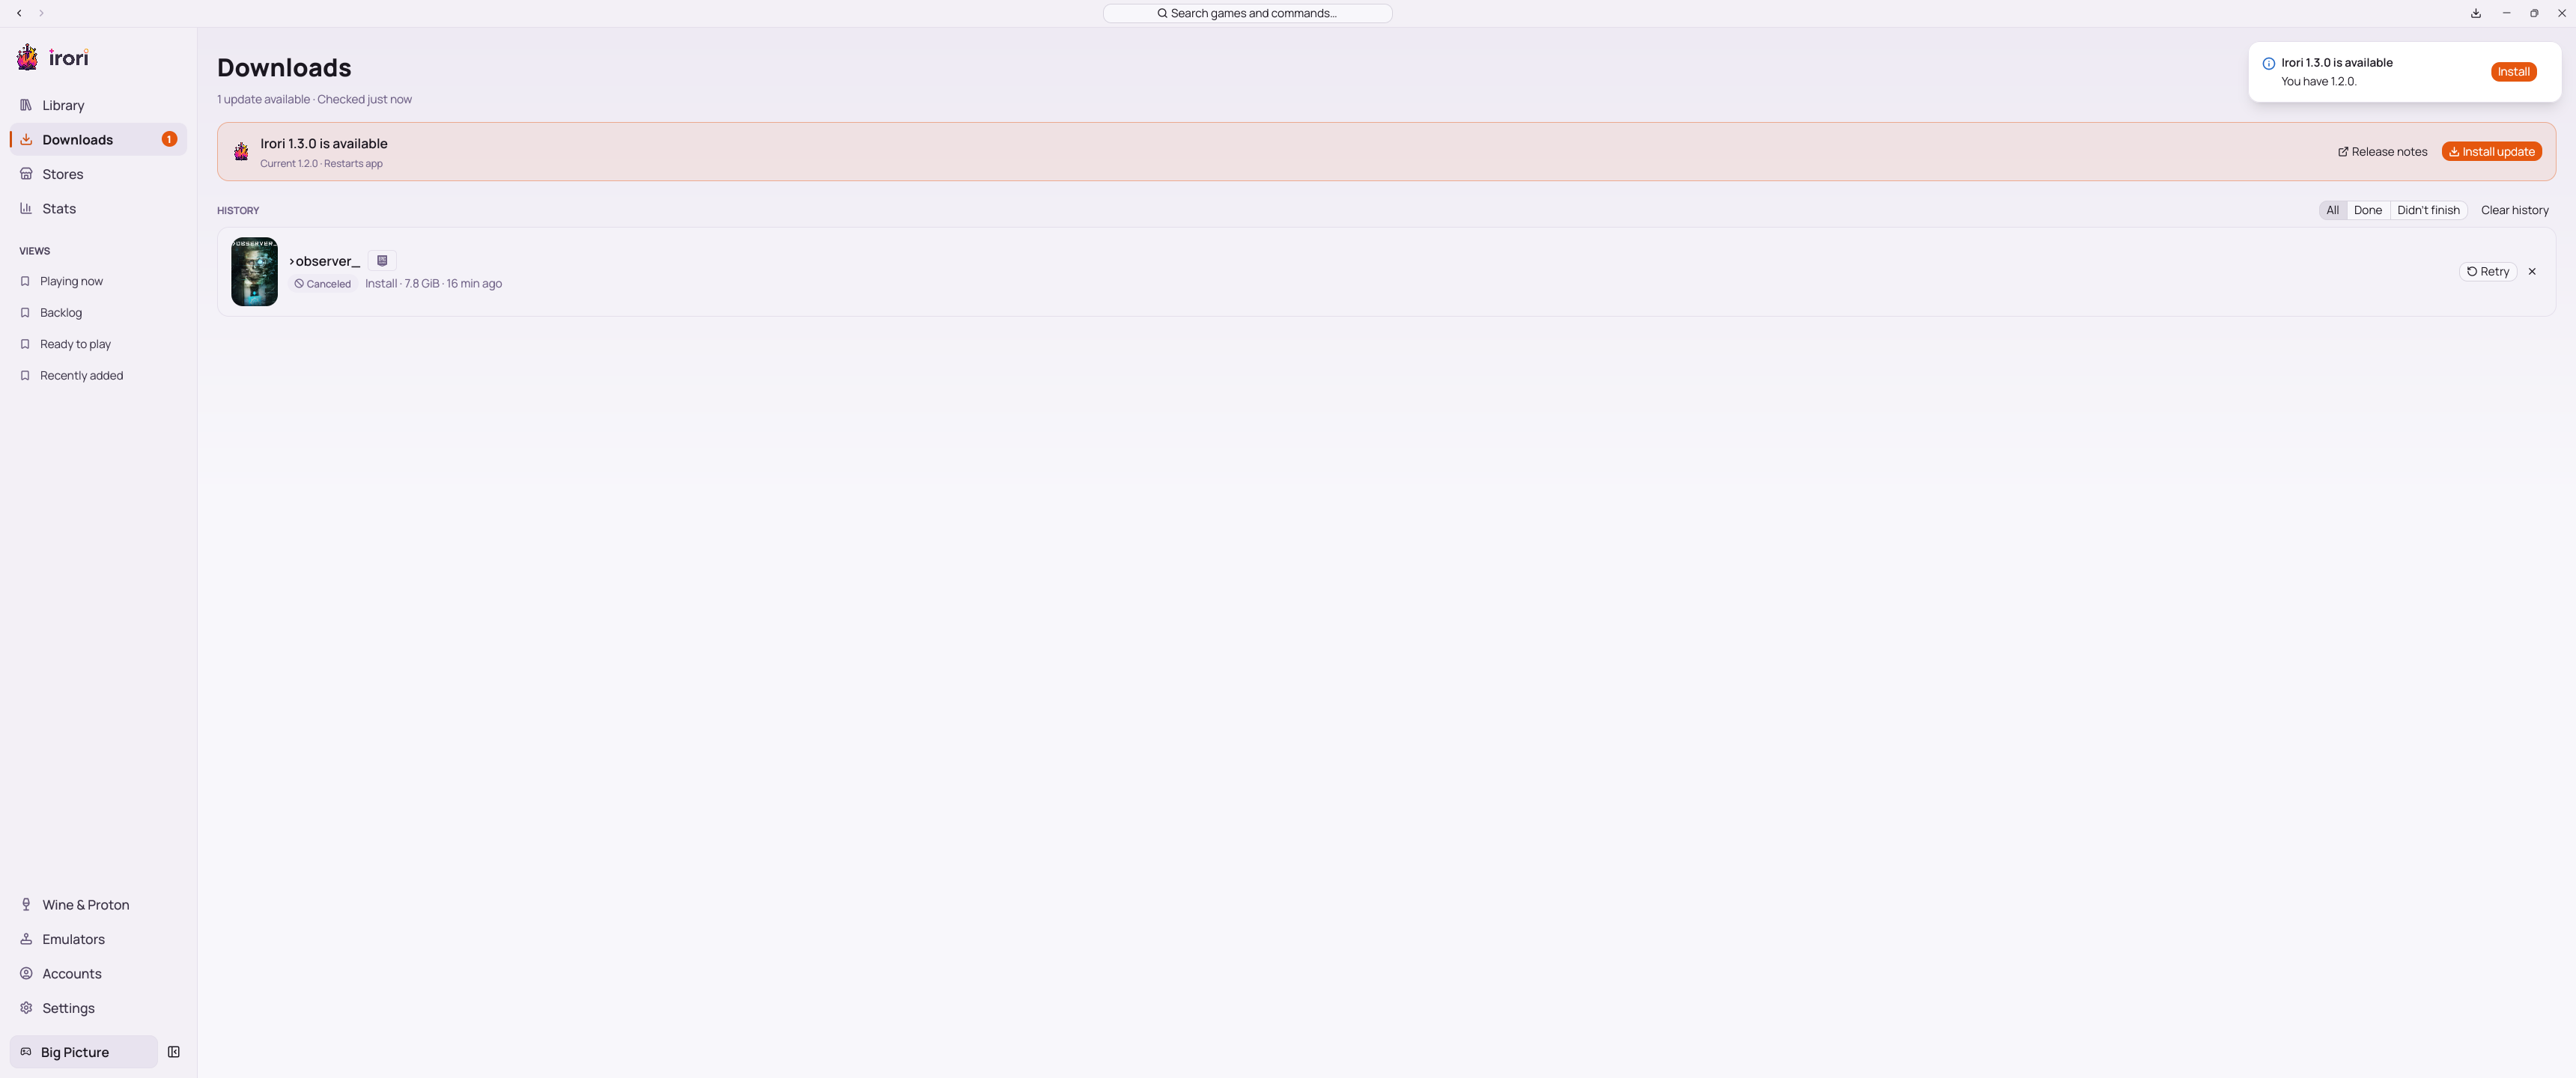 Search games and commands...
irori
Library
Downloads 1
Stores
Stats
VIEWS
Playing now
Backlog
Ready to play
Recently added
Wine & Proton
Emulators
Accounts
Settings
Big Picture
Downloads
1 update available · Checked just now
Irori 1.3.0 is available
You have 1.2.0.
Install
Irori 1.3.0 is available
Current 1.2.0 · Restarts app
Release notes
Install update
HISTORY
All Done Didn't finish Clear history
>OBSERVER_
>observer_
Canceled Install · 7.8 GiB · 16 min ago
Retry